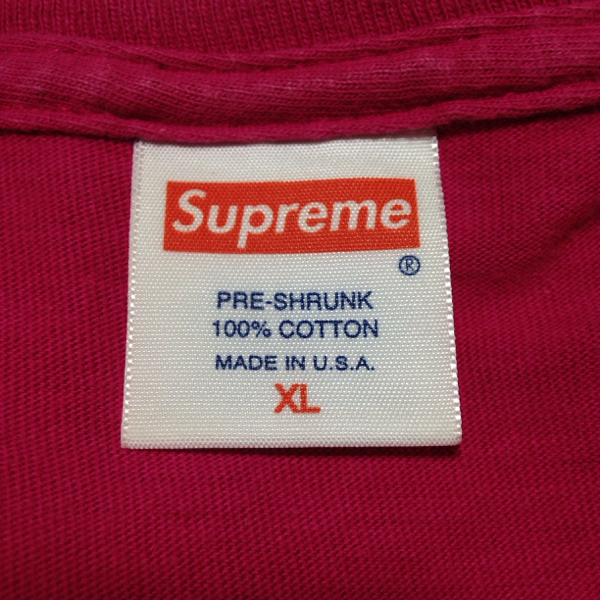 Supreme
®
PRE-SHRUNK
100% COTTON
MADE IN U.S.A.
XL